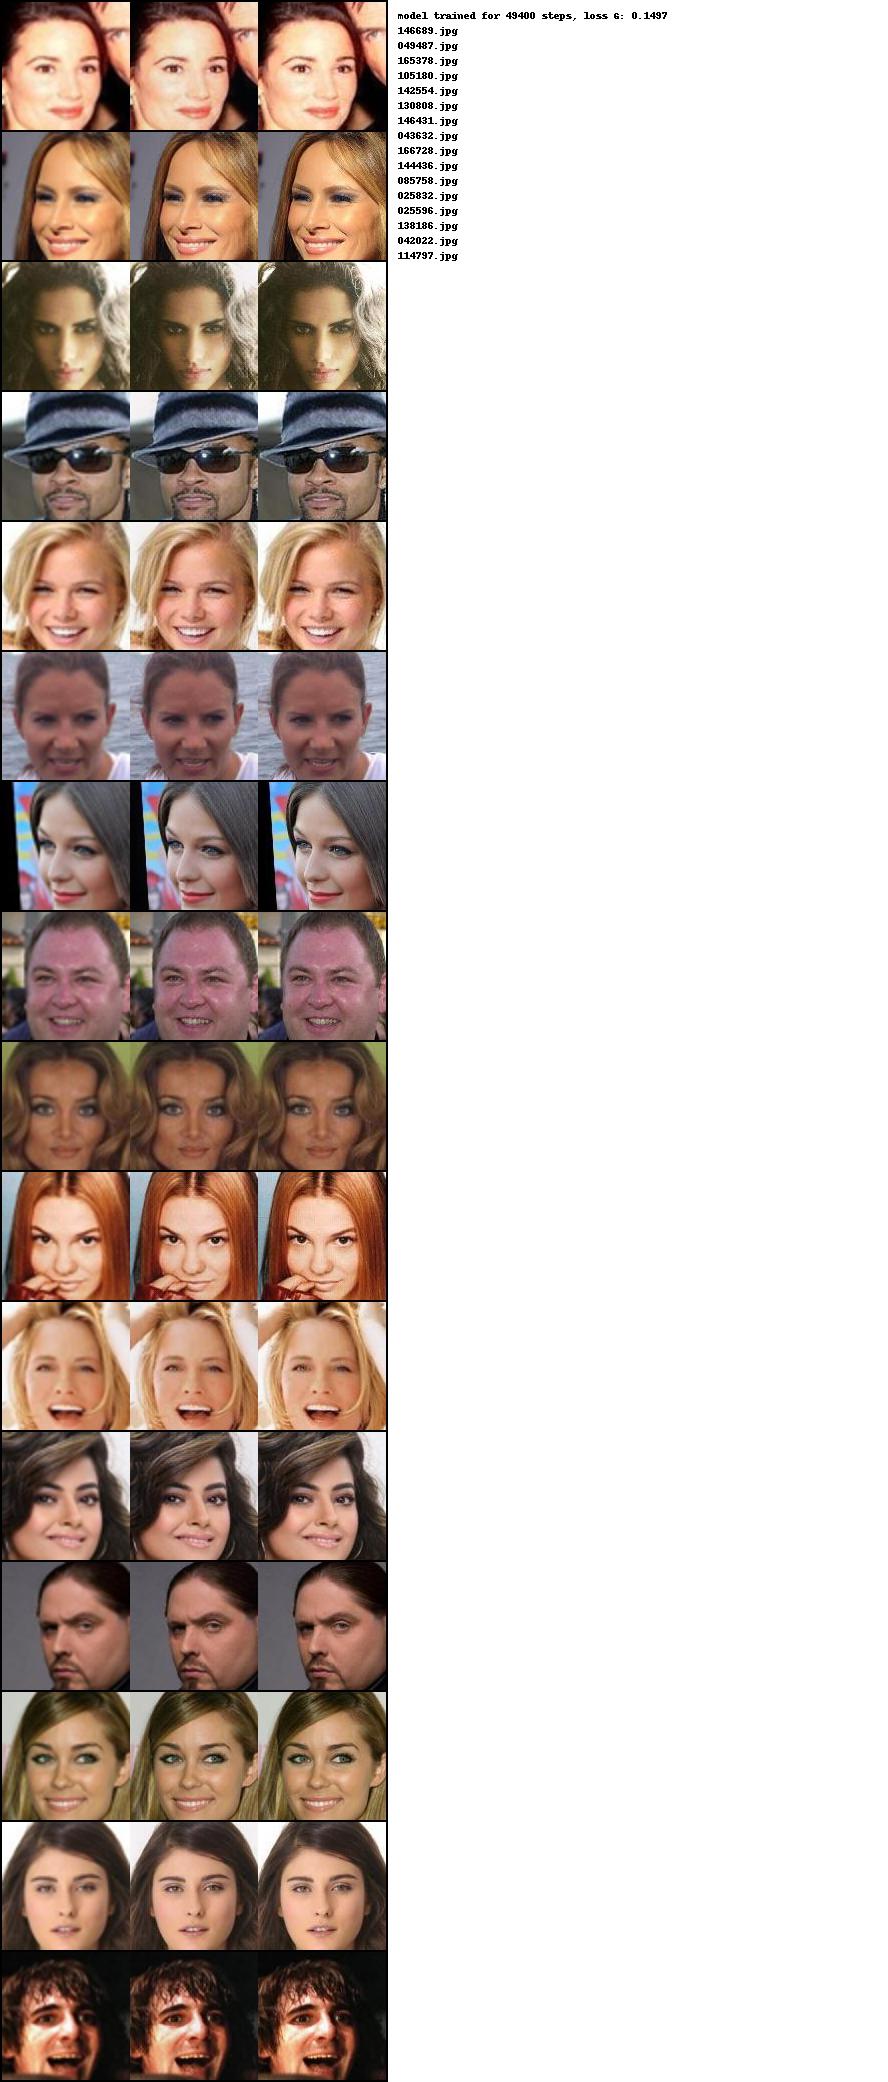 model trained for 49400 steps, loss G: 0.1497
146689.jpg
049487.jpg
165378.jpg
105180.jpg
142554.jpg
130808.jpg
146431.jpg
043632.jpg
166728.jpg
144436.jpg
085758.jpg
025832.jpg
025596.jpg
138186.jpg
042022.jpg
114797.jpg